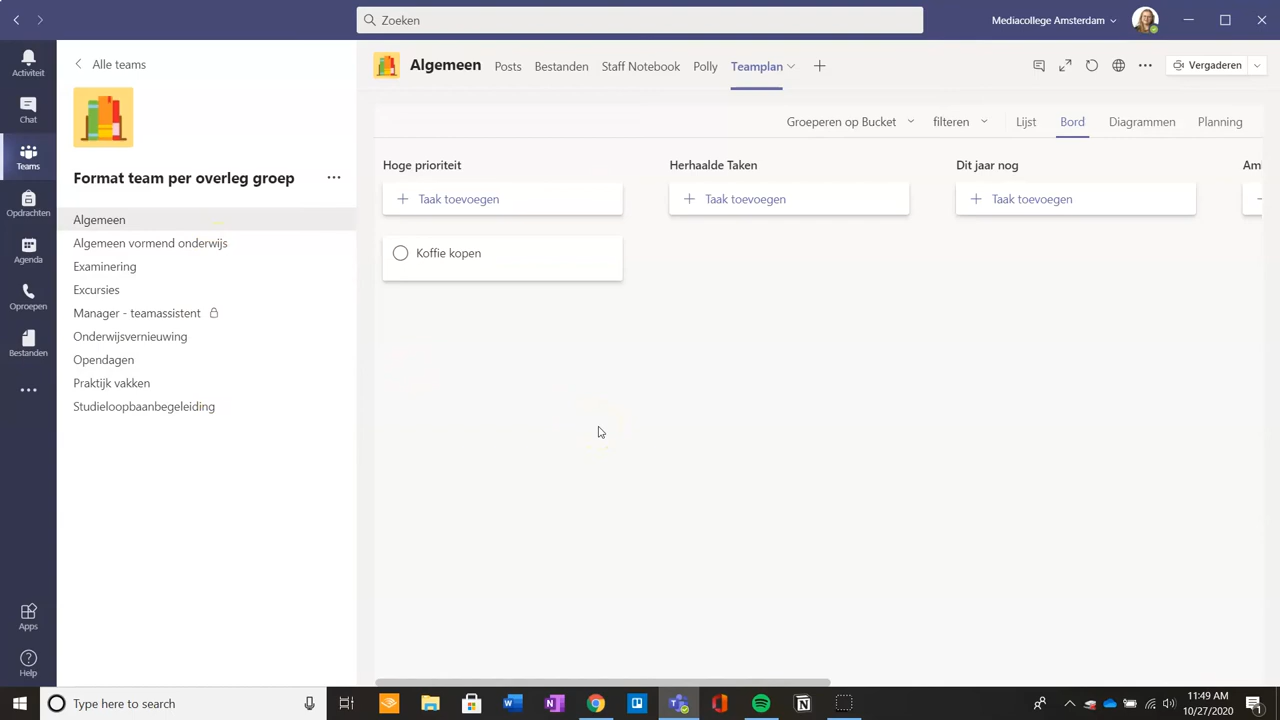 Zoeken
Mediacollege Amsterdam
Activiteit
Chat
Teams
Opdrachten
Agenda
Oproepen
Bestanden
Apps
Help
Alle teams
Format team per overleg groep
Algemeen
Algemeen vormend onderwijs
Examinering
Excursies
Manager - teamassistent
Onderwijsvernieuwing
Opendagen
Praktijk vakken
Studieloopbaanbegeleiding
Algemeen Posts Bestanden Staff Notebook Polly Teamplan
Vergaderen
Groeperen op Bucket filteren Lijst Bord Diagrammen Planning
Hoge prioriteit
Taak toevoegen
Koffie kopen
Herhaalde Taken
Taak toevoegen
Dit jaar nog
Taak toevoegen
Type here to search
11:49 AM
10/27/2020